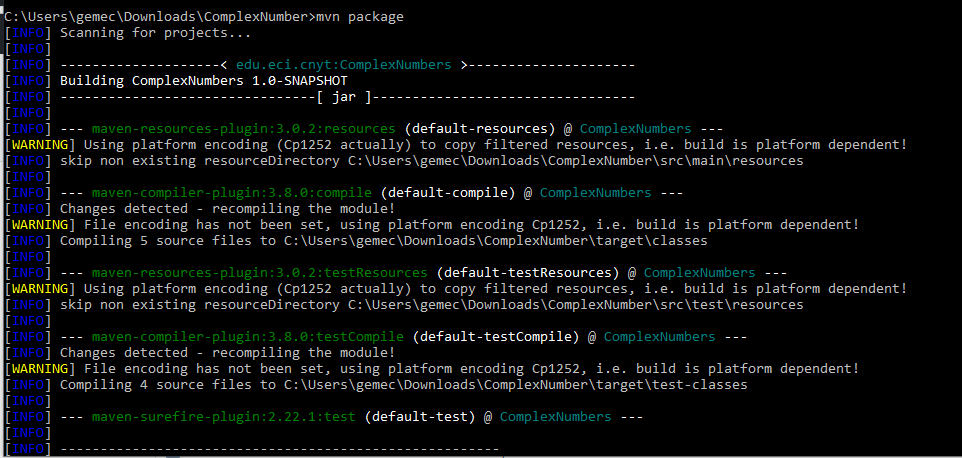 C:\Users\gemec\Downloads\ComplexNumber>mvn package
[INFO] Scanning for projects...
[INFO]
[INFO] --------------------< edu.eci.cnyt:ComplexNumbers >---------------------
[INFO] Building ComplexNumbers 1.0-SNAPSHOT
[INFO] --------------------------------[ jar ]---------------------------------
[INFO]
[INFO] --- maven-resources-plugin:3.0.2:resources (default-resources) @ ComplexNumbers ---
[WARNING] Using platform encoding (Cp1252 actually) to copy filtered resources, i.e. build is platform dependent!
[INFO] skip non existing resourceDirectory C:\Users\gemec\Downloads\ComplexNumber\src\main\resources
[INFO]
[INFO] --- maven-compiler-plugin:3.8.0:compile (default-compile) @ ComplexNumbers ---
[INFO] Changes detected - recompiling the module!
[WARNING] File encoding has not been set, using platform encoding Cp1252, i.e. build is platform dependent!
[INFO] Compiling 5 source files to C:\Users\gemec\Downloads\ComplexNumber\target\classes
[INFO]
[INFO] --- maven-resources-plugin:3.0.2:testResources (default-testResources) @ ComplexNumbers ---
[WARNING] Using platform encoding (Cp1252 actually) to copy filtered resources, i.e. build is platform dependent!
[INFO] skip non existing resourceDirectory C:\Users\gemec\Downloads\ComplexNumber\src\test\resources
[INFO]
[INFO] --- maven-compiler-plugin:3.8.0:testCompile (default-testCompile) @ ComplexNumbers ---
[INFO] Changes detected - recompiling the module!
[WARNING] File encoding has not been set, using platform encoding Cp1252, i.e. build is platform dependent!
[INFO] Compiling 4 source files to C:\Users\gemec\Downloads\ComplexNumber\target\test-classes
[INFO]
[INFO] --- maven-surefire-plugin:2.22.1:test (default-test) @ ComplexNumbers ---
[INFO]
[INFO] -------------------------------------------------------